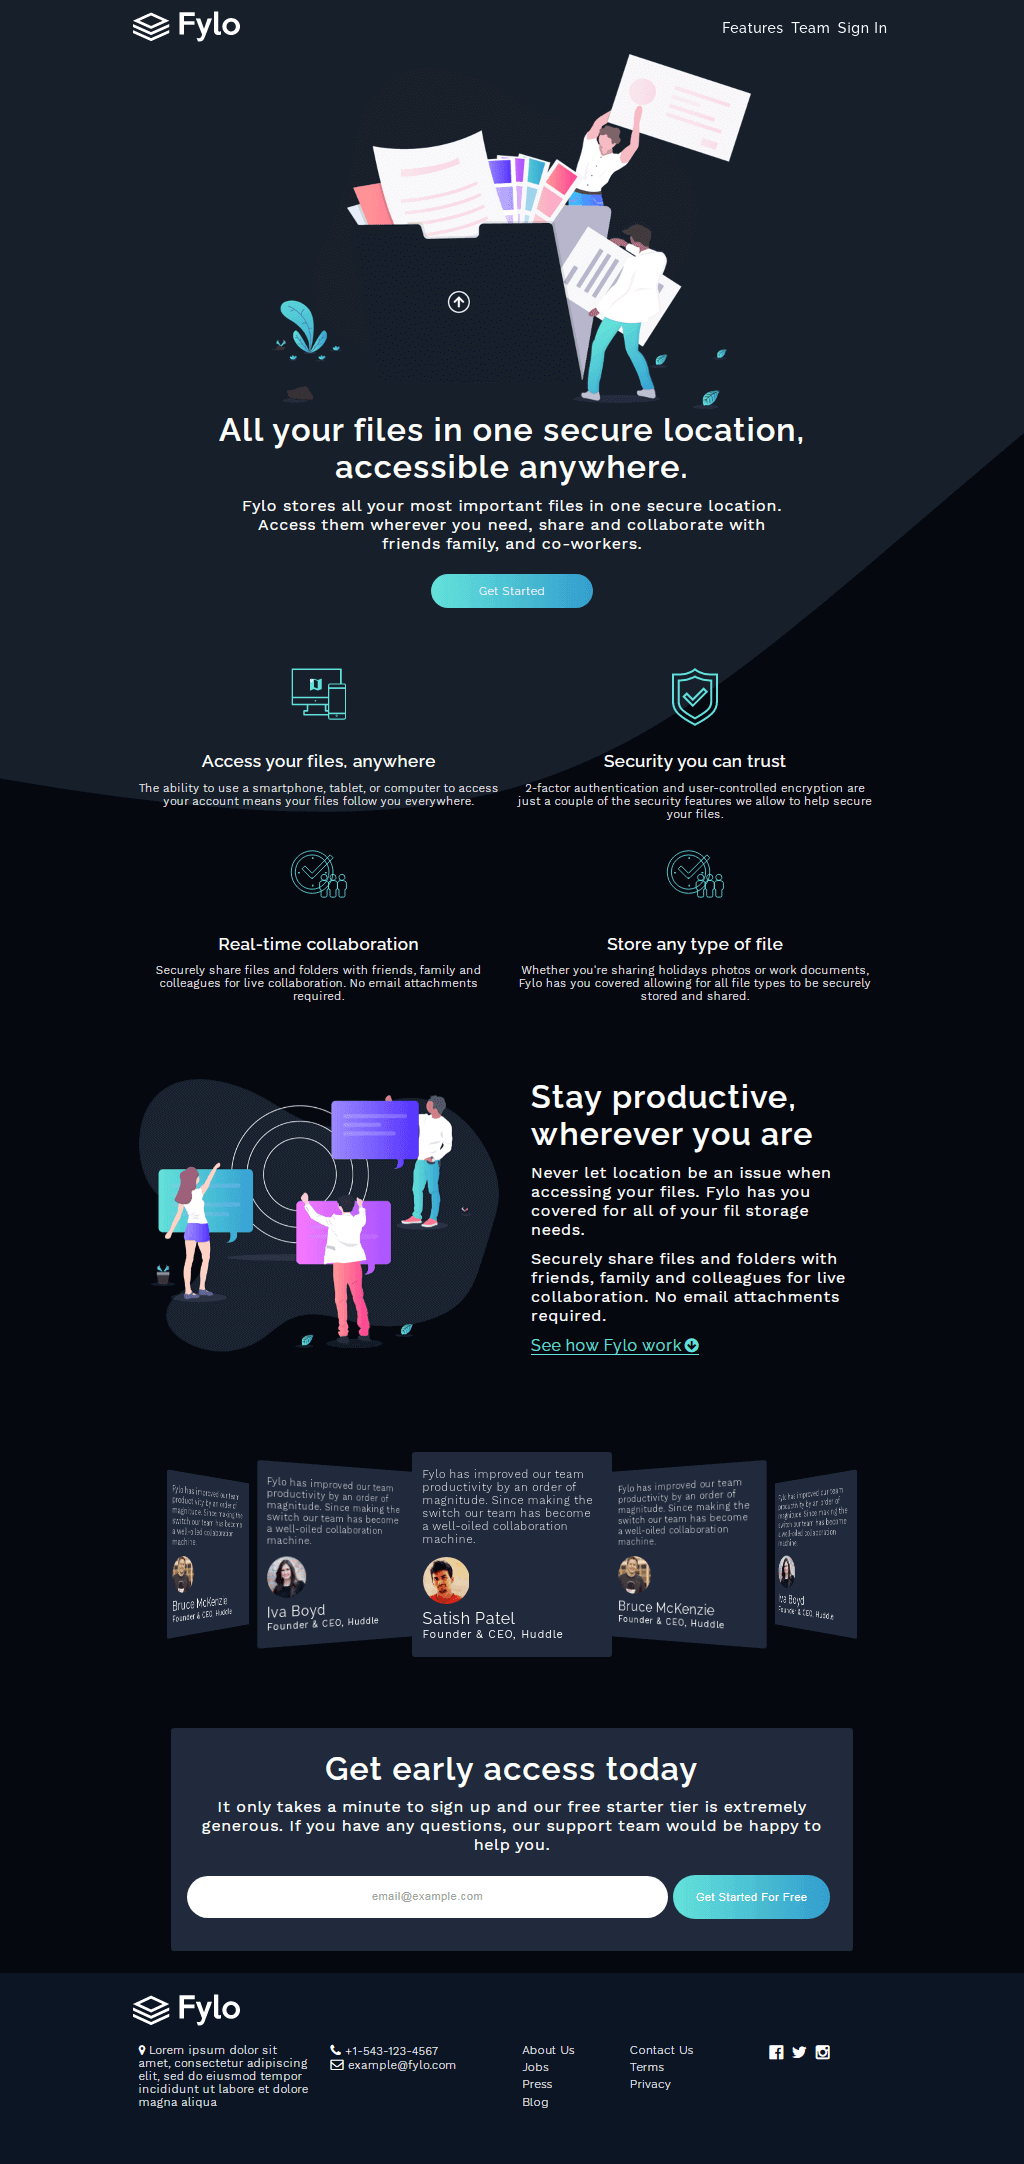 Fylo
Features Team Sign In
All your files in one secure location,
accessible anywhere.
Fylo stores all your most important files in one secure location.
Access them wherever you need, share and collaborate with
friends family, and co-workers.
Get Started
Access your files, anywhere
The ability to use a smartphone, tablet, or computer to access
your account means your files follow you everywhere.
Security you can trust
2-factor authentication and user-controlled encryption are
just a couple of the security features we allow to help secure
your files.
Real-time collaboration
Securely share files and folders with friends, family and
colleagues for live collaboration. No email attachments
required.
Store any type of file
Whether you're sharing holidays photos or work documents,
Fylo has you covered allowing for all file types to be securely
stored and shared.
Stay productive,
wherever you are
Never let location be an issue when
accessing your files. Fylo has you
covered for all of your fil storage
needs.
Securely share files and folders with
friends, family and colleagues for live
collaboration. No email attachments
required.
See how Fylo work
Fylo has improved our team
productivity by an order of
magnitude. Since making the
switch our team has become
a well-oiled collaboration
machine.
Bruce McKenzie
Founder & CEO, Huddle
Fylo has improved our team
productivity by an order of
magnitude. Since making the
switch our team has become
a well-oiled collaboration
machine.
Iva Boyd
Founder & CEO, Huddle
Fylo has improved our team
productivity by an order of
magnitude. Since making the
switch our team has become
a well-oiled collaboration
machine.
Satish Patel
Founder & CEO, Huddle
Fylo has improved our team
productivity by an order of
magnitude. Since making the
switch our team has become
a well-oiled collaboration
machine.
Bruce McKenzie
Founder & CEO, Huddle
Fylo has improved our team
productivity by an order of
magnitude. Since making the
switch our team has become
a well-oiled collaboration
machine.
Iva Boyd
Founder & CEO, Huddle
Get early access today
It only takes a minute to sign up and our free starter tier is extremely
generous. If you have any questions, our support team would be happy to
help you.
email@example.com
Get Started For Free
Fylo
Lorem ipsum dolor sit
amet, consectetur adipiscing
elit, sed do eiusmod tempor
incididunt ut labore et dolore
magna aliqua
+1-543-123-4567
example@fylo.com
About Us
Jobs
Press
Blog
Contact Us
Terms
Privacy